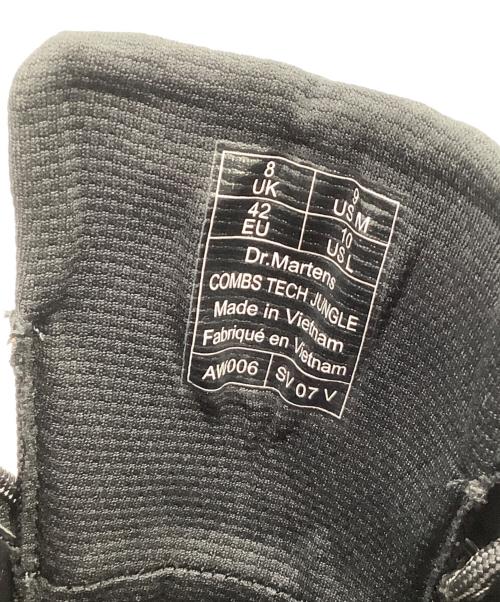 8 9
UK US M
42 10
EU US L
Dr.Martens
COMBS TECH JUNGLE
Made in Vietnam
Fabriqué en Vietnam
AW006 SV 07 V